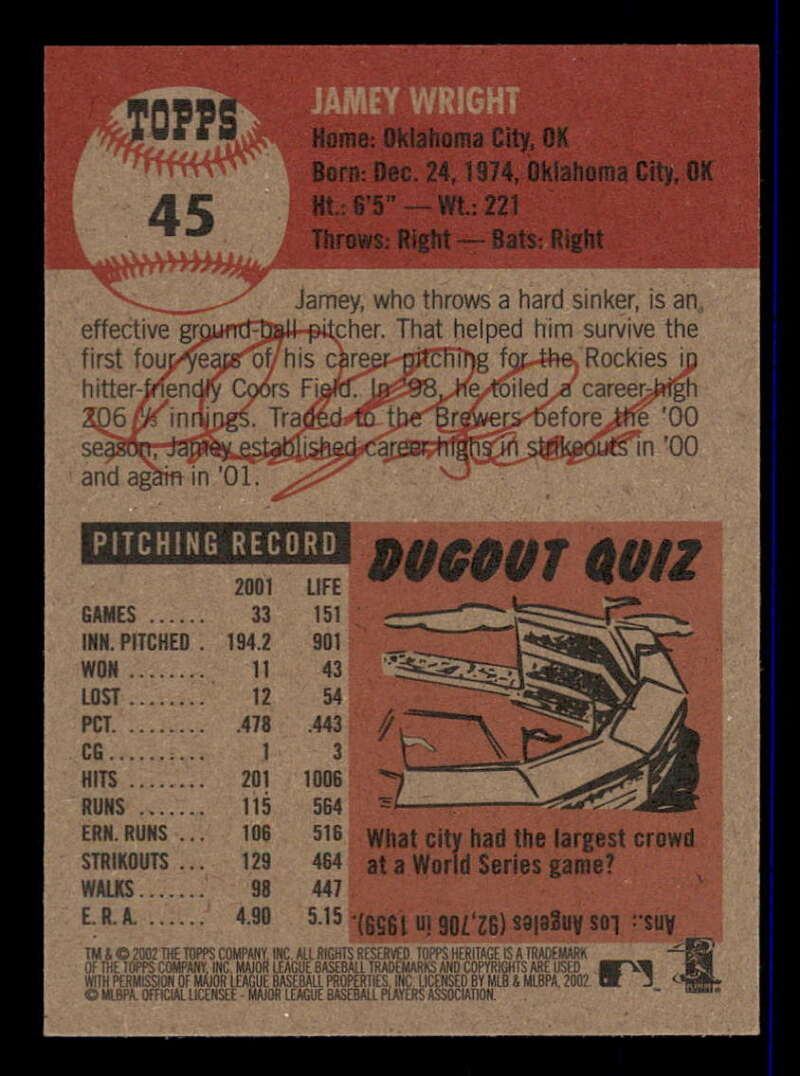 TOPPS
45
JAMEY WRIGHT
Home: Oklahoma City, OK
Born: Dec. 24, 1974, Oklahoma City, OK
Ht.: 6'5" — Wt.: 221
Throws: Right — Bats: Right
Jamey, who throws a hard sinker, is an
effective ground-ball pitcher. That helped him survive the
first four years of his career pitching for the Rockies in
hitter-friendly Coors Field. In '98, he toiled a career-high
206 ⅓ innings. Traded to the Brewers before the '00
season, Jamey established career highs in strikeouts in '00
and again in '01.
PITCHING RECORD
2001 LIFE
GAMES ...... 33 151
INN. PITCHED . 194.2 901
WON ........ 11 43
LOST ........ 12 54
PCT. ......... .478 .443
CG.......... 1 3
HITS ........ 201 1006
RUNS ....... 115 564
ERN. RUNS ... 106 516
STRIKOUTS ... 129 464
WALKS....... 98 447
E. R. A. ...... 4.90 5.15
DUGOUT QUIZ
What city had the largest crowd
at a World Series game?
Ans.: Los Angeles (92,706 in 1959).
TM & © 2002 THE TOPPS COMPANY, INC. ALL RIGHTS RESERVED. TOPPS HERITAGE IS A TRADEMARK
OF THE TOPPS COMPANY, INC. MAJOR LEAGUE BASEBALL TRADEMARKS AND COPYRIGHTS ARE USED
WITH PERMISSION OF MAJOR LEAGUE BASEBALL PROPERTIES, INC. LICENSED BY MLB & MLBPA, 2002
© MLBPA. OFFICIAL LICENSEE - MAJOR LEAGUE BASEBALL PLAYERS ASSOCIATION.